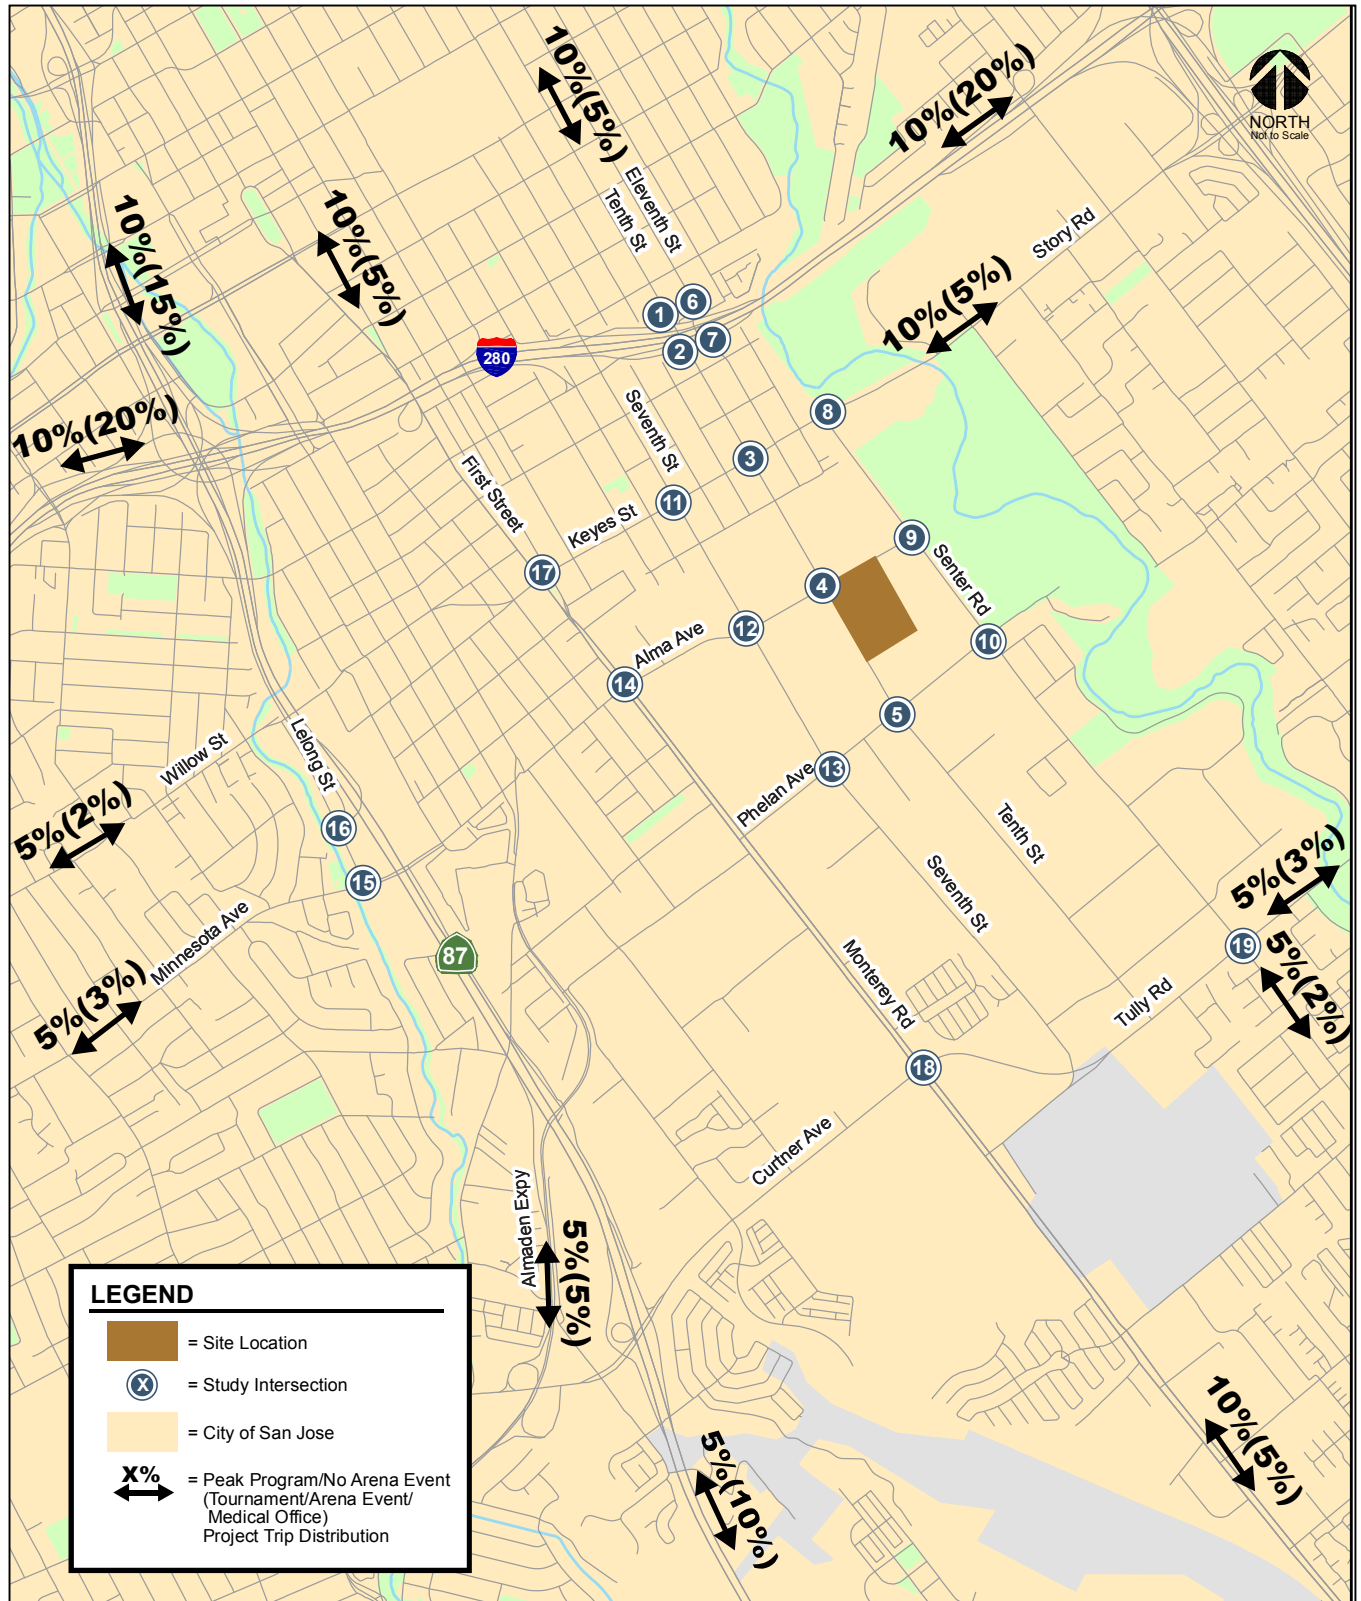 10%(5%)
10%(20%)
NORTH
Not to Scale
Eleventh St
Tenth St
10%(15%)
10%(5%)
Story Rd
10%(5%)
1
6
280
2
7
10%(20%)
Seventh St
8
3
First Street
Keyes St
11
9
17
4
Senter Rd
12
Alma Ave
10
14
5
Willow St
Lelong St
13
Phelan Ave
5%(2%)
16
Tenth St
15
Seventh St
5%(3%)
Minnesota Ave
87
19
5%(2%)
5%(3%)
Monterey Rd
Tully Rd
18
Curtner Ave
Almaden Expy
5%(5%)
10%(5%)
5%(10%)
LEGEND
= Site Location
X
= Study Intersection
= City of San Jose
X%
= Peak Program/No Arena Event
(Tournament/Arena Event/
Medical Office)
Project Trip Distribution